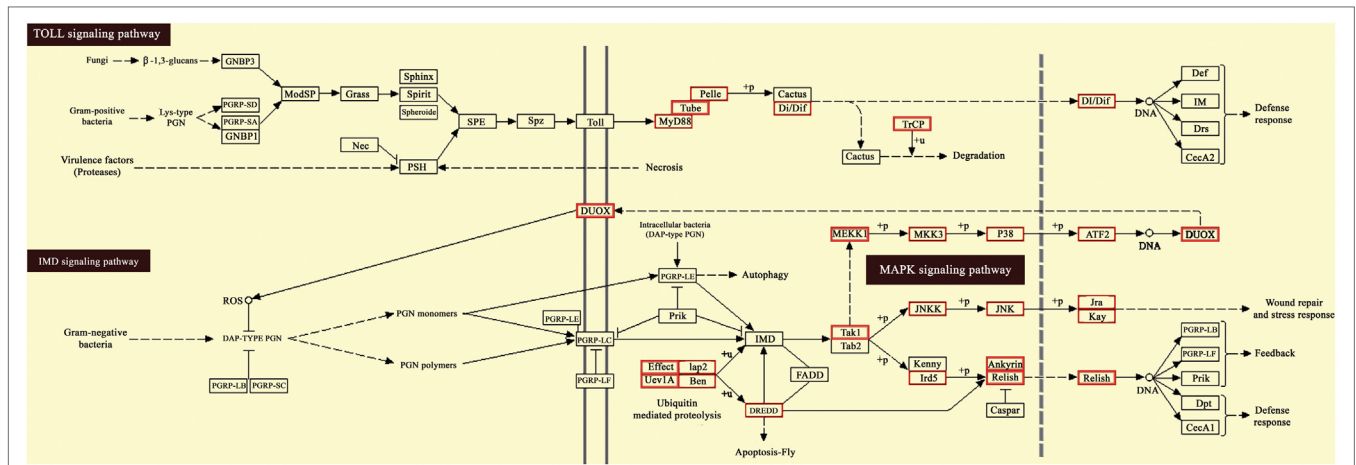 TOLL signaling pathway
Fungi
β-1,3-glucans
GNBP3
Gram-positive
bacteria
Lys-type
PGN
PGRP-SD
PGRP-SA
GNBP1
ModSP
Grass
Sphinx
Spirit
Spheroide
SPE
Spz
Toll
Nec
PSH
Virulence factors
(Proteases)
Necrosis
MyD88
Tube
Pelle
+p
Cactus
Di/Dif
Cactus
TrCP
+u
Degradation
DI/Dif
DNA
Def
IM
Drs
CecA2
Defense
response
DUOX
IMD signaling pathway
Intracellular bacteria
(DAP-type PGN)
PGRP-LE
Autophagy
MEKK1
+p
MKK3
+p
P38
+p
ATF2
+p
DNA
DUOX
MAPK signaling pathway
ROS
Gram-negative
bacteria
DAP-TYPE PGN
PGRP-LB
PGRP-SC
PGN monomers
PGN polymers
PGRP-LE
PGRP-LC
PGRP-LF
Prik
IMD
FADD
Effect
Iap2
Uev1A
Ben
+u
+u
Ubiquitin
mediated proteolysis
DREDD
Apoptosis-Fly
Tak1
Tab2
+p
JNKK
+p
JNK
+p
Jra
Kay
Wound repair
and stress response
+p
Kenny
Ird5
+p
Ankyrin
Relish
Caspar
Relish
DNA
PGRP-LB
PGRP-LF
Prik
Feedback
Dpt
CecA1
Defense
response